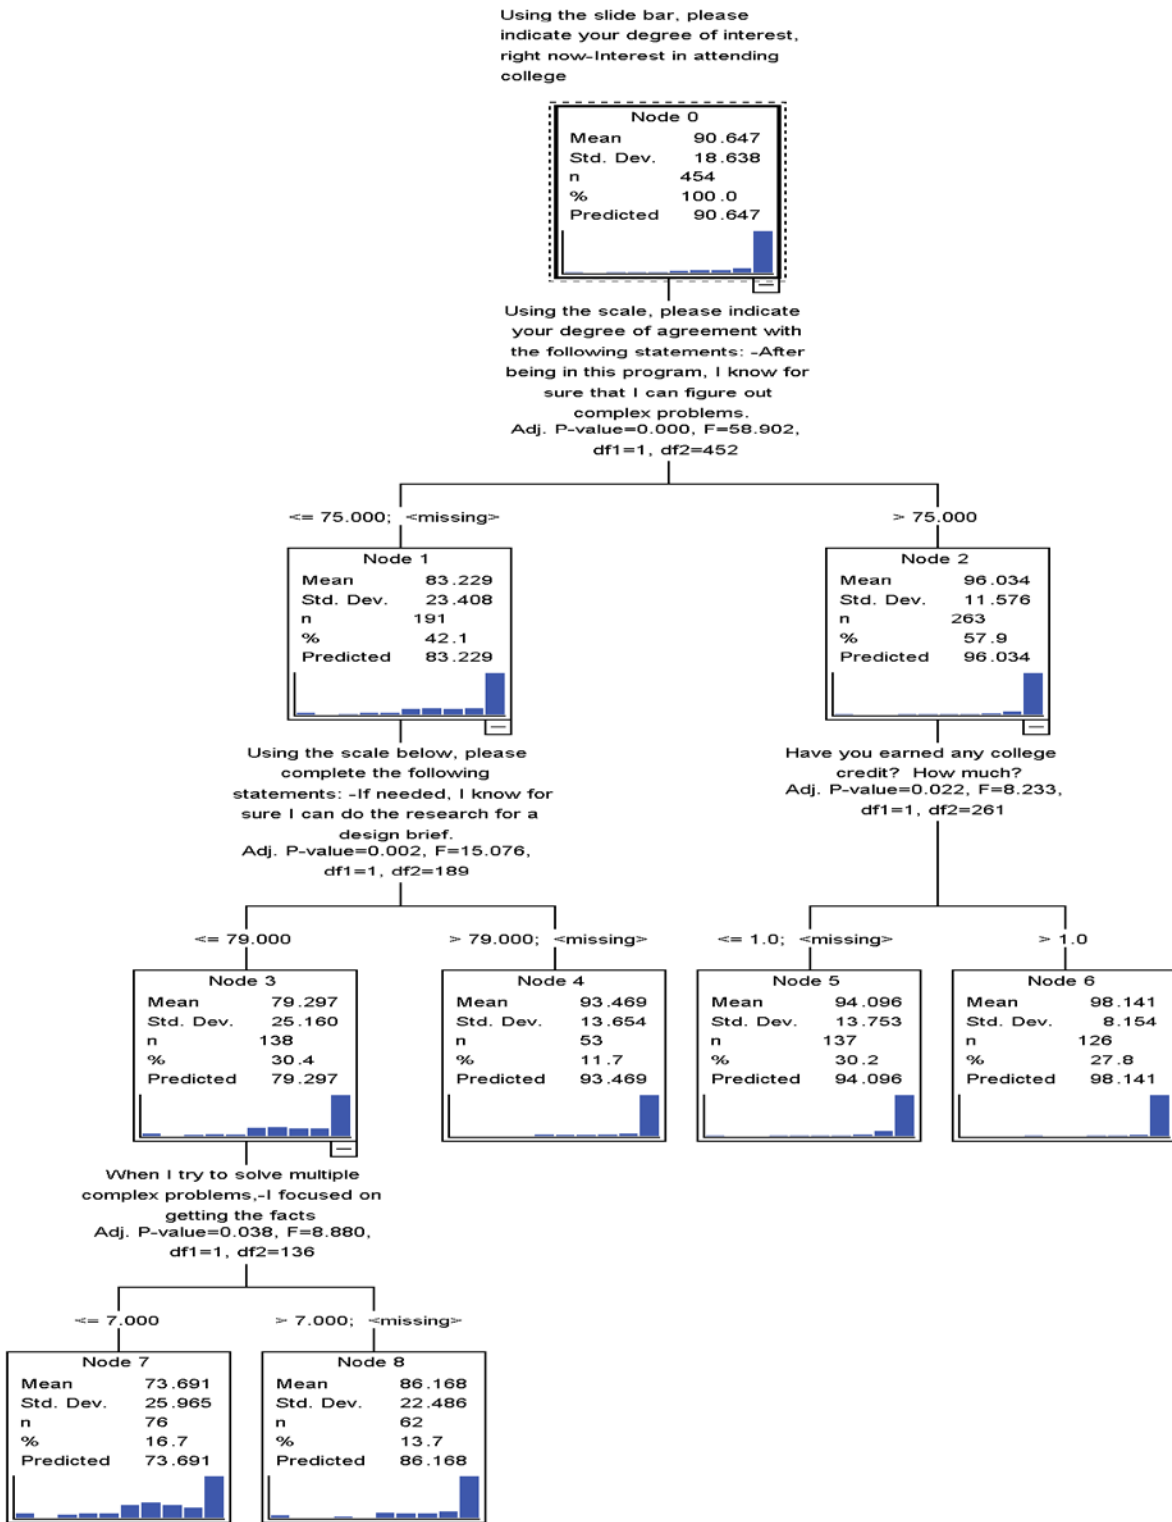 Using the slide bar, please
indicate your degree of interest,
right now-Interest in attending
college
Node 0
Mean 90.647
Std. Dev. 18.638
n 454
% 100.0
Predicted 90.647
Using the scale, please indicate
your degree of agreement with
the following statements: -After
being in this program, I know for
sure that I can figure out
complex problems.
Adj. P-value=0.000, F=58.902,
df1=1, df2=452
<= 75.000; <missing>
> 75.000
Node 1
Mean 83.229
Std. Dev. 23.408
n 191
% 42.1
Predicted 83.229
Node 2
Mean 96.034
Std. Dev. 11.576
n 263
% 57.9
Predicted 96.034
Using the scale below, please
complete the following
statements: -If needed, I know for
sure I can do the research for a
design brief.
Adj. P-value=0.002, F=15.076,
df1=1, df2=189
Have you earned any college
credit? How much?
Adj. P-value=0.022, F=8.233,
df1=1, df2=261
<= 79.000
> 79.000; <missing>
<= 1.0; <missing>
> 1.0
Node 3
Mean 79.297
Std. Dev. 25.160
n 138
% 30.4
Predicted 79.297
Node 4
Mean 93.469
Std. Dev. 13.654
n 53
% 11.7
Predicted 93.469
Node 5
Mean 94.096
Std. Dev. 13.753
n 137
% 30.2
Predicted 94.096
Node 6
Mean 98.141
Std. Dev. 8.154
n 126
% 27.8
Predicted 98.141
When I try to solve multiple
complex problems,-I focused on
getting the facts
Adj. P-value=0.038, F=8.880,
df1=1, df2=136
<= 7.000
> 7.000; <missing>
Node 7
Mean 73.691
Std. Dev. 25.965
n 76
% 16.7
Predicted 73.691
Node 8
Mean 86.168
Std. Dev. 22.486
n 62
% 13.7
Predicted 86.168